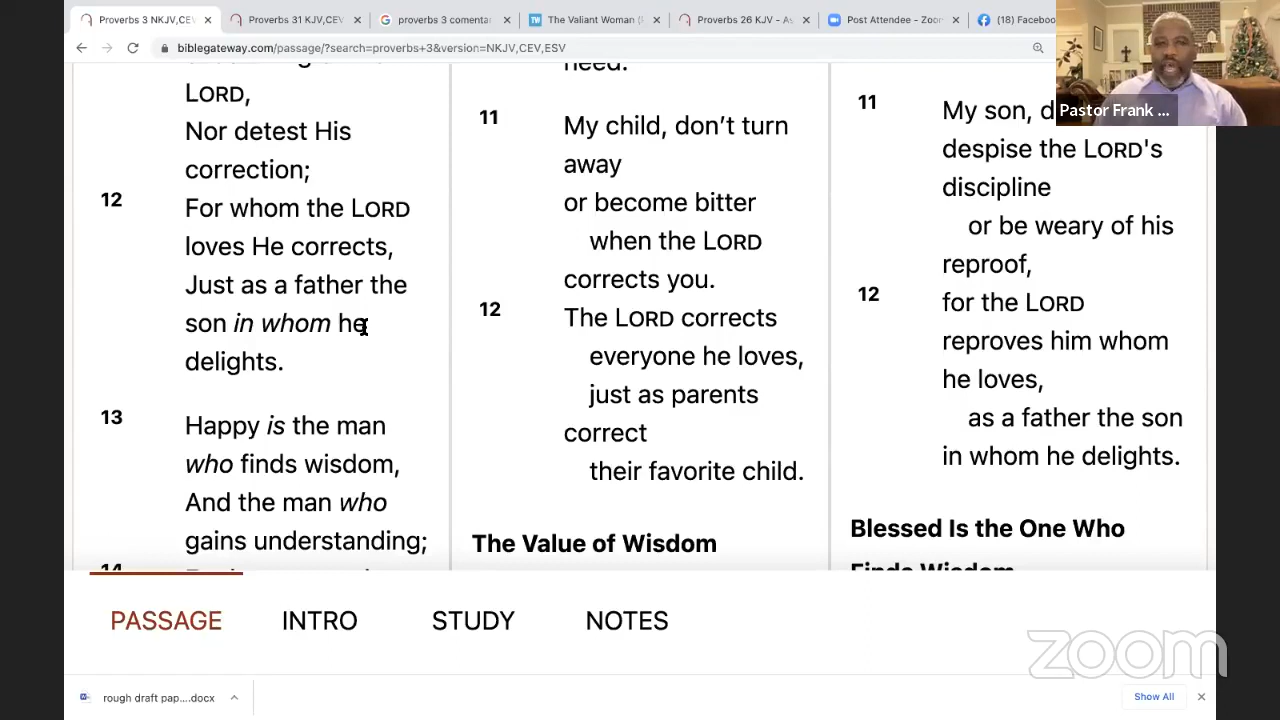 Proverbs 3 NKJV,CEV
Proverbs 31 KJV,CEV
proverbs 3 comentar
The Valiant Woman (
Proverbs 26 KJV - A
Post Attendee - Zoo
(18) Faceboo
biblegateway.com/passage/?search=proverbs+3&version=NKJV,CEV,ESV
Pastor Frank ...
LORD,
Nor detest His
correction;
12
For whom the LORD
loves He corrects,
Just as a father the
son in whom he
delights.
13
Happy is the man
who finds wisdom,
And the man who
gains understanding;
14
need.
11
My child, don’t turn
away
or become bitter
when the LORD
corrects you.
12
The LORD corrects
everyone he loves,
just as parents
correct
their favorite child.
The Value of Wisdom
11
My son, d
despise the LORD's
discipline
or be weary of his
reproof,
12
for the LORD
reproves him whom
he loves,
as a father the son
in whom he delights.
Blessed Is the One Who
Finds Wisdom
PASSAGE INTRO STUDY NOTES
zoom
rough draft pap....docx
Show All